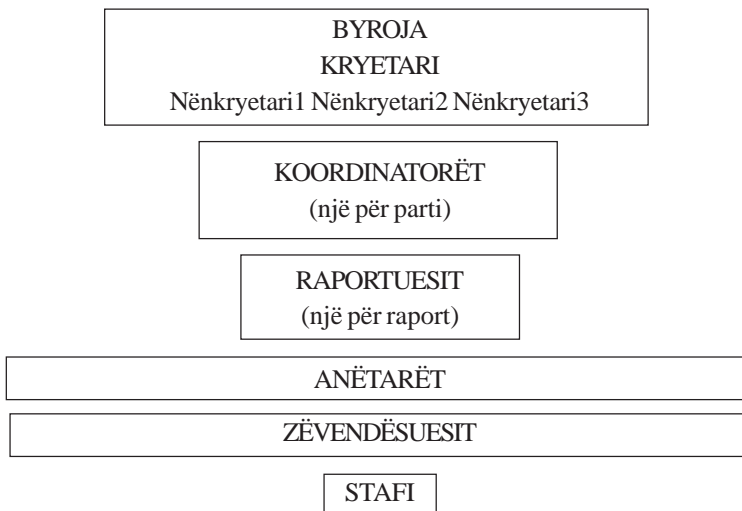 BYROJA
KRYETARI
Nënkryetari1 Nënkryetari2 Nënkryetari3
KOORDINATORËT
(një për parti)
RAPORTUESIT
(një për raport)
ANËTARËT
ZËVENDËSUESIT
STAFI